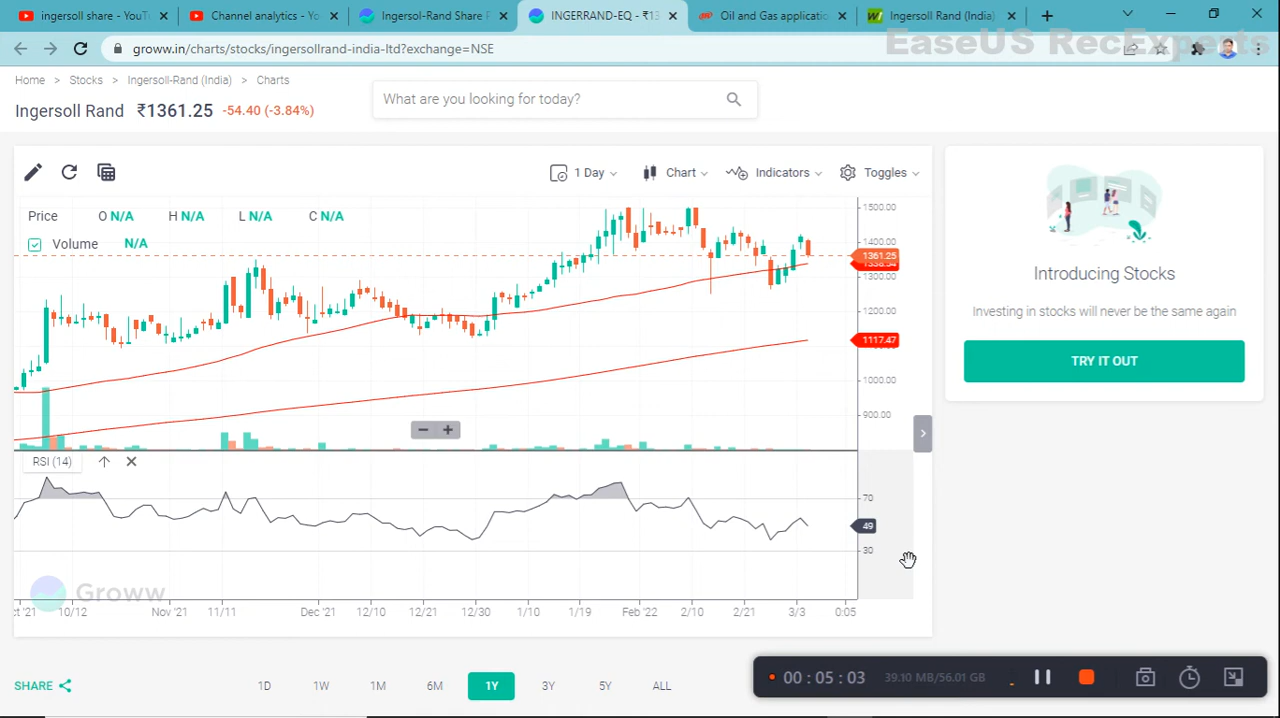 ingersoll share - YouT
Channel analytics - Yo
Ingersol-Rand Share P
INGERRAND-EQ - ₹13
Oil and Gas applicatio
Ingersoll Rand (India)
groww.in/charts/stocks/ingersollrand-india-ltd?exchange=NSE
EaseUS RecExperts
Home > Stocks > Ingersoll-Rand (India) > Charts
Ingersoll Rand ₹1361.25 -54.40 (-3.84%)
What are you looking for today?
1 Day Chart Indicators Toggles
Price O N/A H N/A L N/A C N/A
Volume N/A
1500.00
1400.00
1361.25
1300.00
1200.00
1117.47
1000.00
900.00
RSI (14)
70
49
30
Groww
ct '21 10/12 Nov '21 11/11 Dec '21 12/10 12/21 12/30 1/10 1/19 Feb '22 2/10 2/21 3/3 0:05
Introducing Stocks
Investing in stocks will never be the same again
TRY IT OUT
SHARE 1D 1W 1M 6M 1Y 3Y 5Y ALL
00:05:03 39.10 MB/56.01 GB